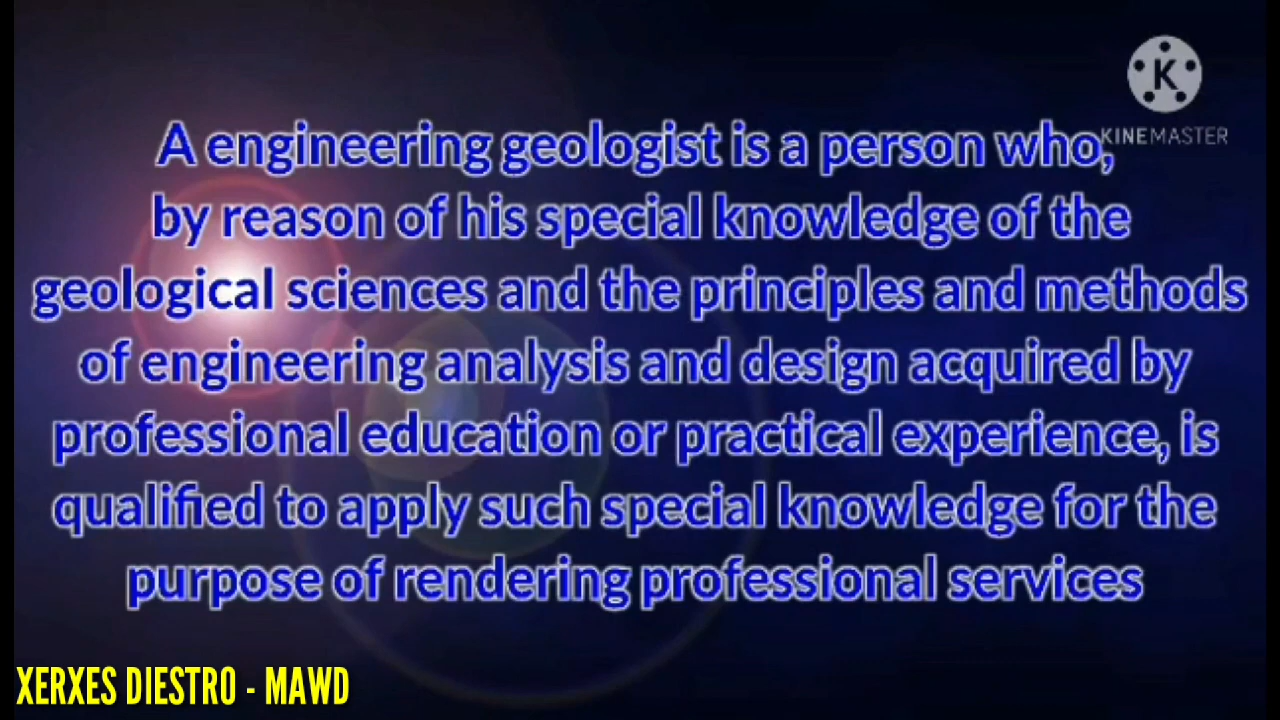 A engineering geologist is a person who,
by reason of his special knowledge of the
geological sciences and the principles and methods
of engineering analysis and design acquired by
professional education or practical experience, is
qualified to apply such special knowledge for the
purpose of rendering professional services
K
KINEMASTER
XERXES DIESTRO - MAWD